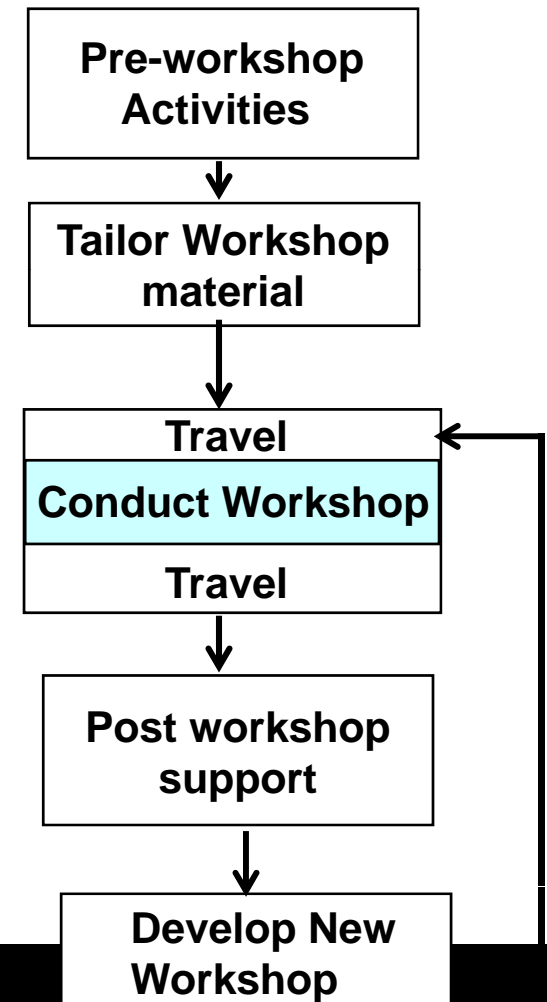 Pre-workshop
Activities
Tailor Workshop
material
Travel
Conduct Workshop
Travel
Post workshop
support
Develop New
Workshop